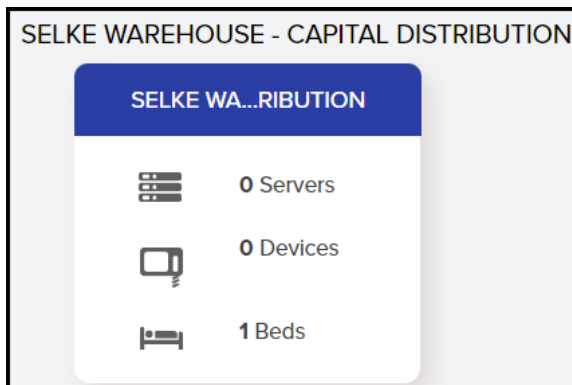 SELKE WAREHOUSE - CAPITAL DISTRIBUTION
SELKE WA...RIBUTION
0 Servers
0 Devices
1 Beds